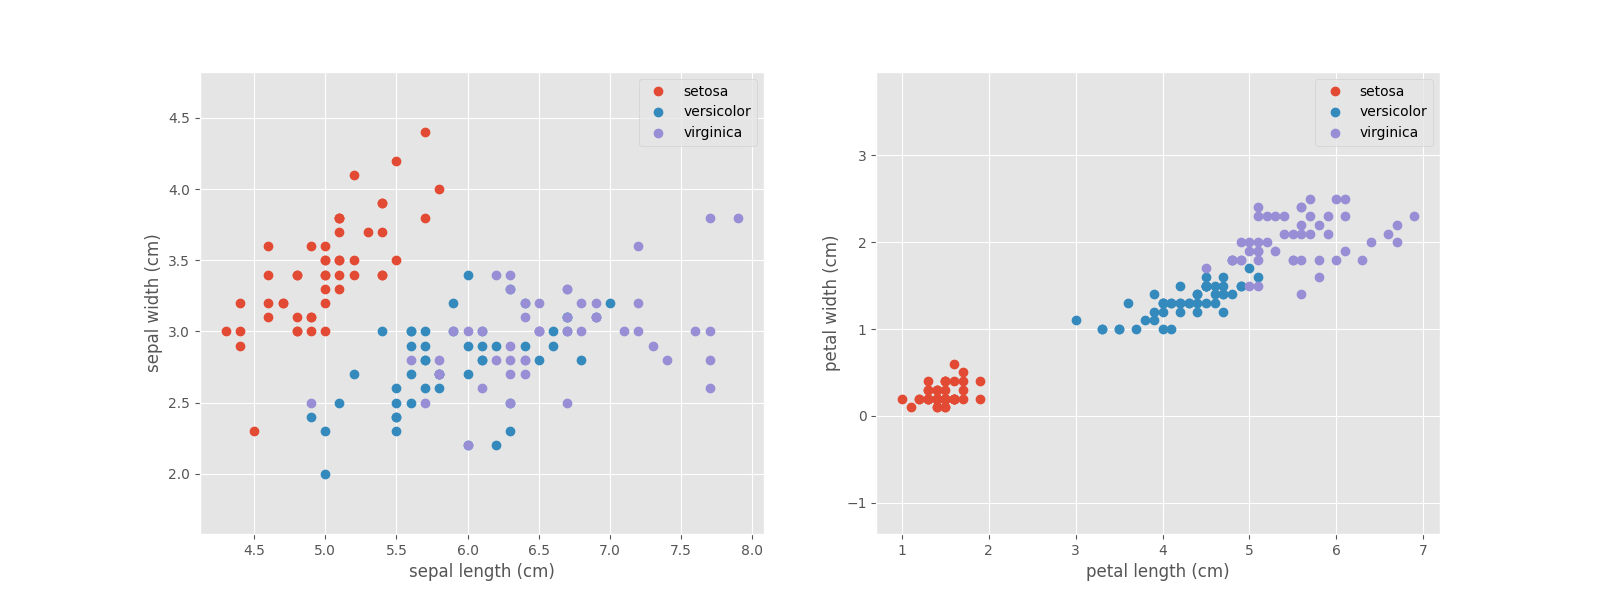 setosa
versicolor
virginica
4.5
4.0
3.5
3.0
2.5
2.0
sepal width (cm)
4.5 5.0 5.5 6.0 6.5 7.0 7.5 8.0
sepal length (cm)
setosa
versicolor
virginica
3
2
1
0
−1
petal width (cm)
1 2 3 4 5 6 7
petal length (cm)